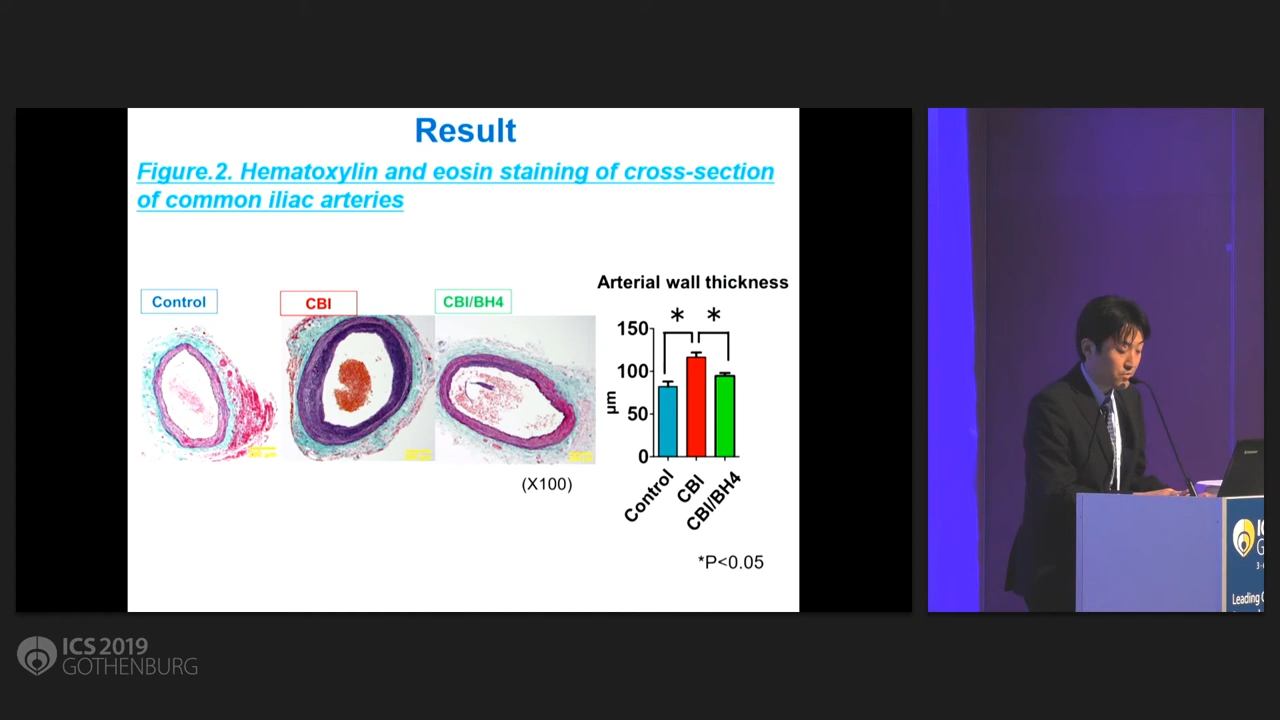 Result
Figure.2. Hematoxylin and eosin staining of cross-section
of common iliac arteries
Control
CBI
CBI/BH4
(X100)
Arterial wall thickness
* *
150
100
50
0
µm
Control
CBI
CBI/BH4
*P<0.05
Leading
ICS 2019
GOTHENBURG